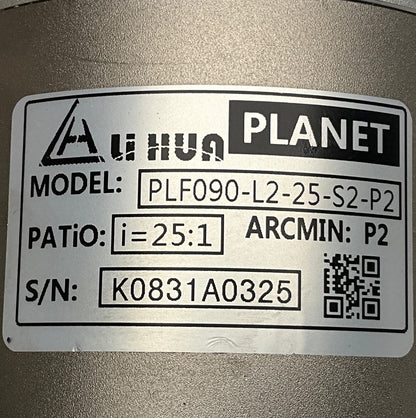 LI HUA PLANET
MODEL: PLF090-L2-25-S2-P2
PATiO: i=25:1 ARCMIN: P2
S/N: K0831A0325